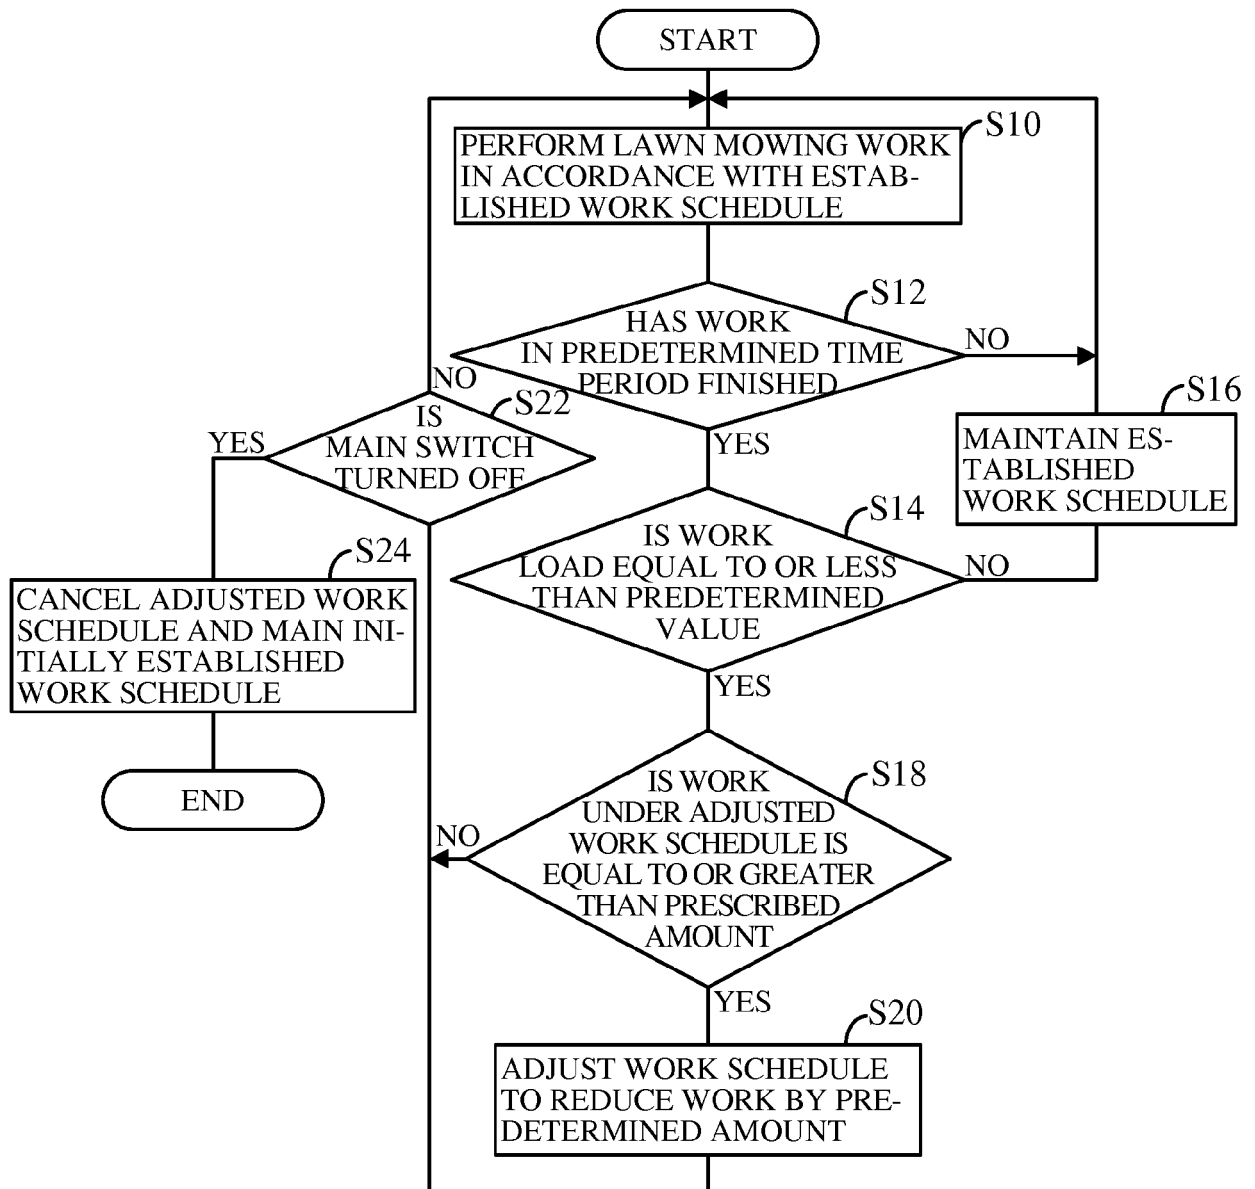 START
S10
PERFORM LAWN MOWING WORK
IN ACCORDANCE WITH ESTAB-
LISHED WORK SCHEDULE
S12
HAS WORK
IN PREDETERMINED TIME
PERIOD FINISHED
NO
YES
S16
MAINTAIN ES-
TABLISHED
WORK SCHEDULE
NO
S22
IS
MAIN SWITCH
TURNED OFF
YES
S14
IS WORK
LOAD EQUAL TO OR LESS
THAN PREDETERMINED
VALUE
NO
YES
S24
CANCEL ADJUSTED WORK
SCHEDULE AND MAIN INI-
TIALLY ESTABLISHED
WORK SCHEDULE
END
S18
IS WORK
UNDER ADJUSTED
WORK SCHEDULE IS
EQUAL TO OR GREATER
THAN PRESCRIBED
AMOUNT
NO
YES
S20
ADJUST WORK SCHEDULE
TO REDUCE WORK BY PRE-
DETERMINED AMOUNT